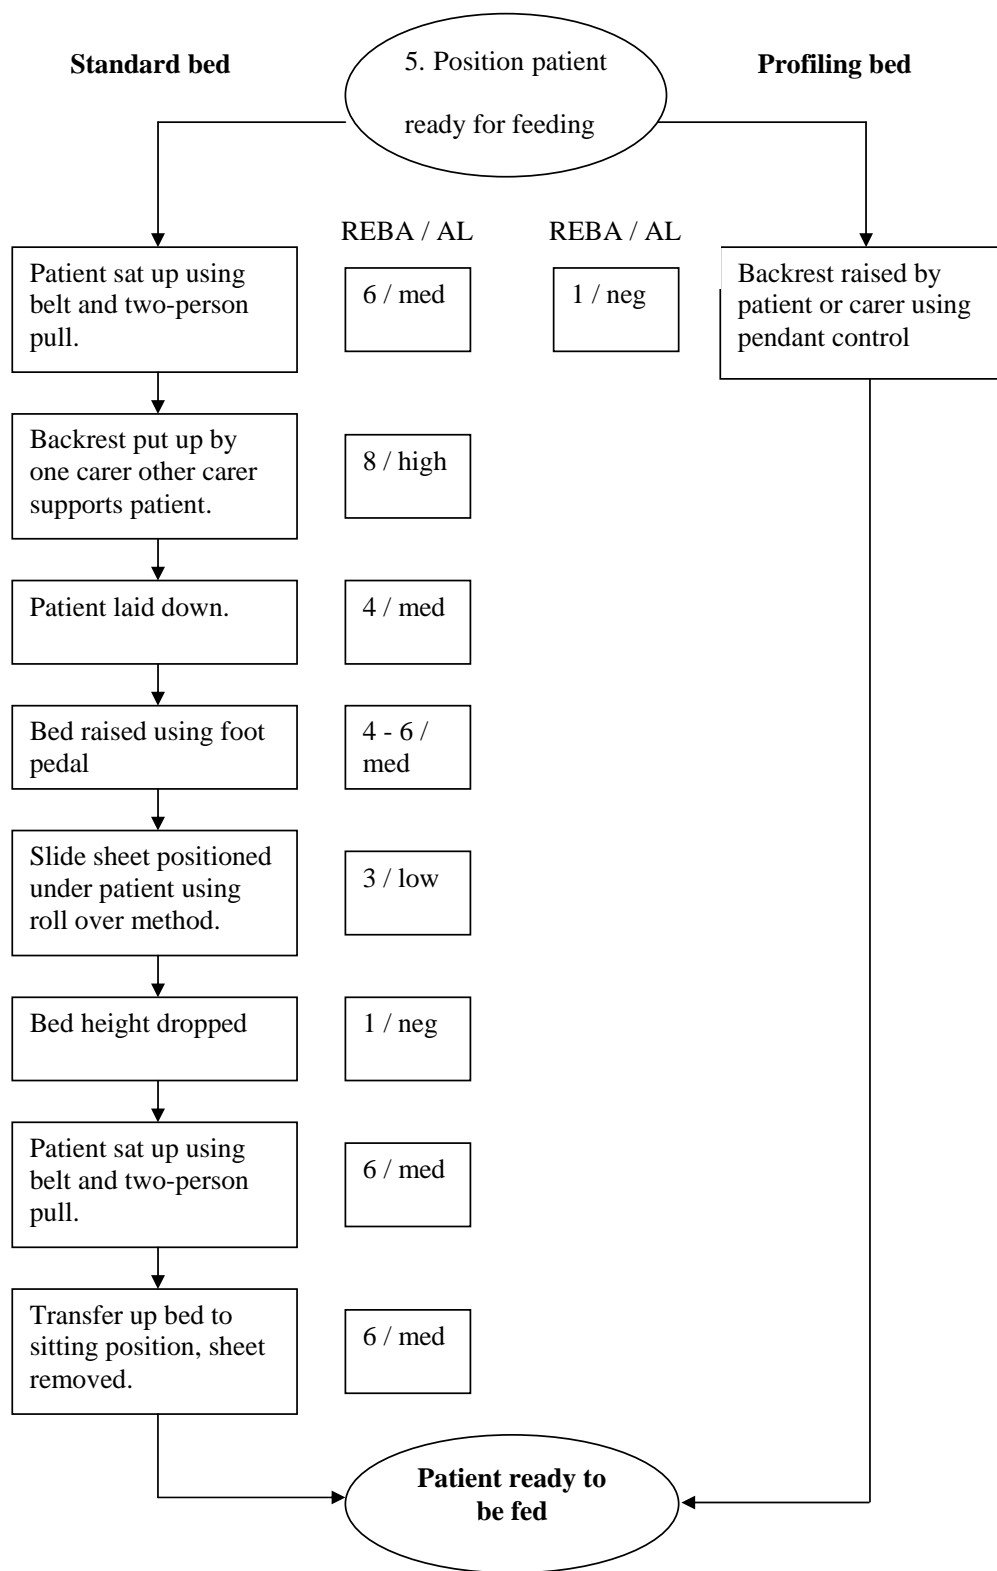 Standard bed
5. Position patient
ready for feeding
Profiling bed
REBA / AL
REBA / AL
Patient sat up using
belt and two-person
pull.
6 / med
1 / neg
Backrest raised by
patient or carer using
pendant control
Backrest put up by
one carer other carer
supports patient.
8 / high
Patient laid down.
4 / med
Bed raised using foot
pedal
4 - 6 /
med
Slide sheet positioned
under patient using
roll over method.
3 / low
Bed height dropped
1 / neg
Patient sat up using
belt and two-person
pull.
6 / med
Transfer up bed to
sitting position, sheet
removed.
6 / med
Patient ready to
be fed